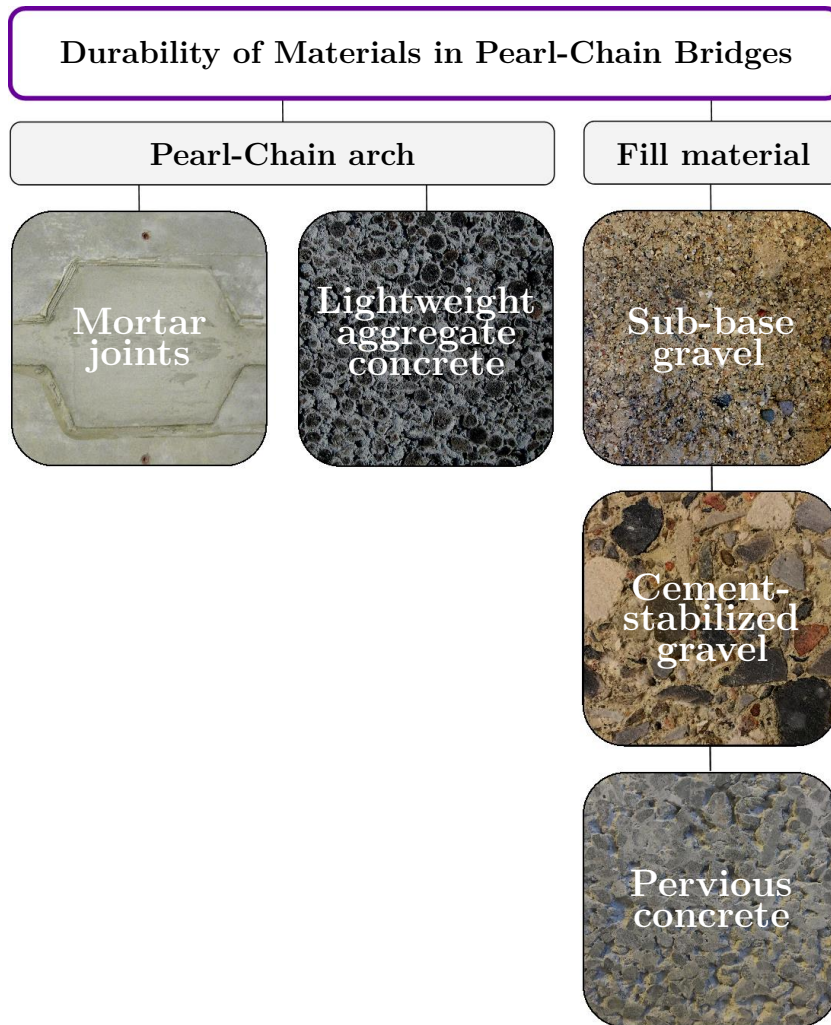 Durability of Materials in Pearl-Chain Bridges
Pearl-Chain arch
Fill material
Mortar
joints
Lightweight
aggregate
concrete
Sub-base
gravel
Cement-
stabilized
gravel
Pervious
concrete